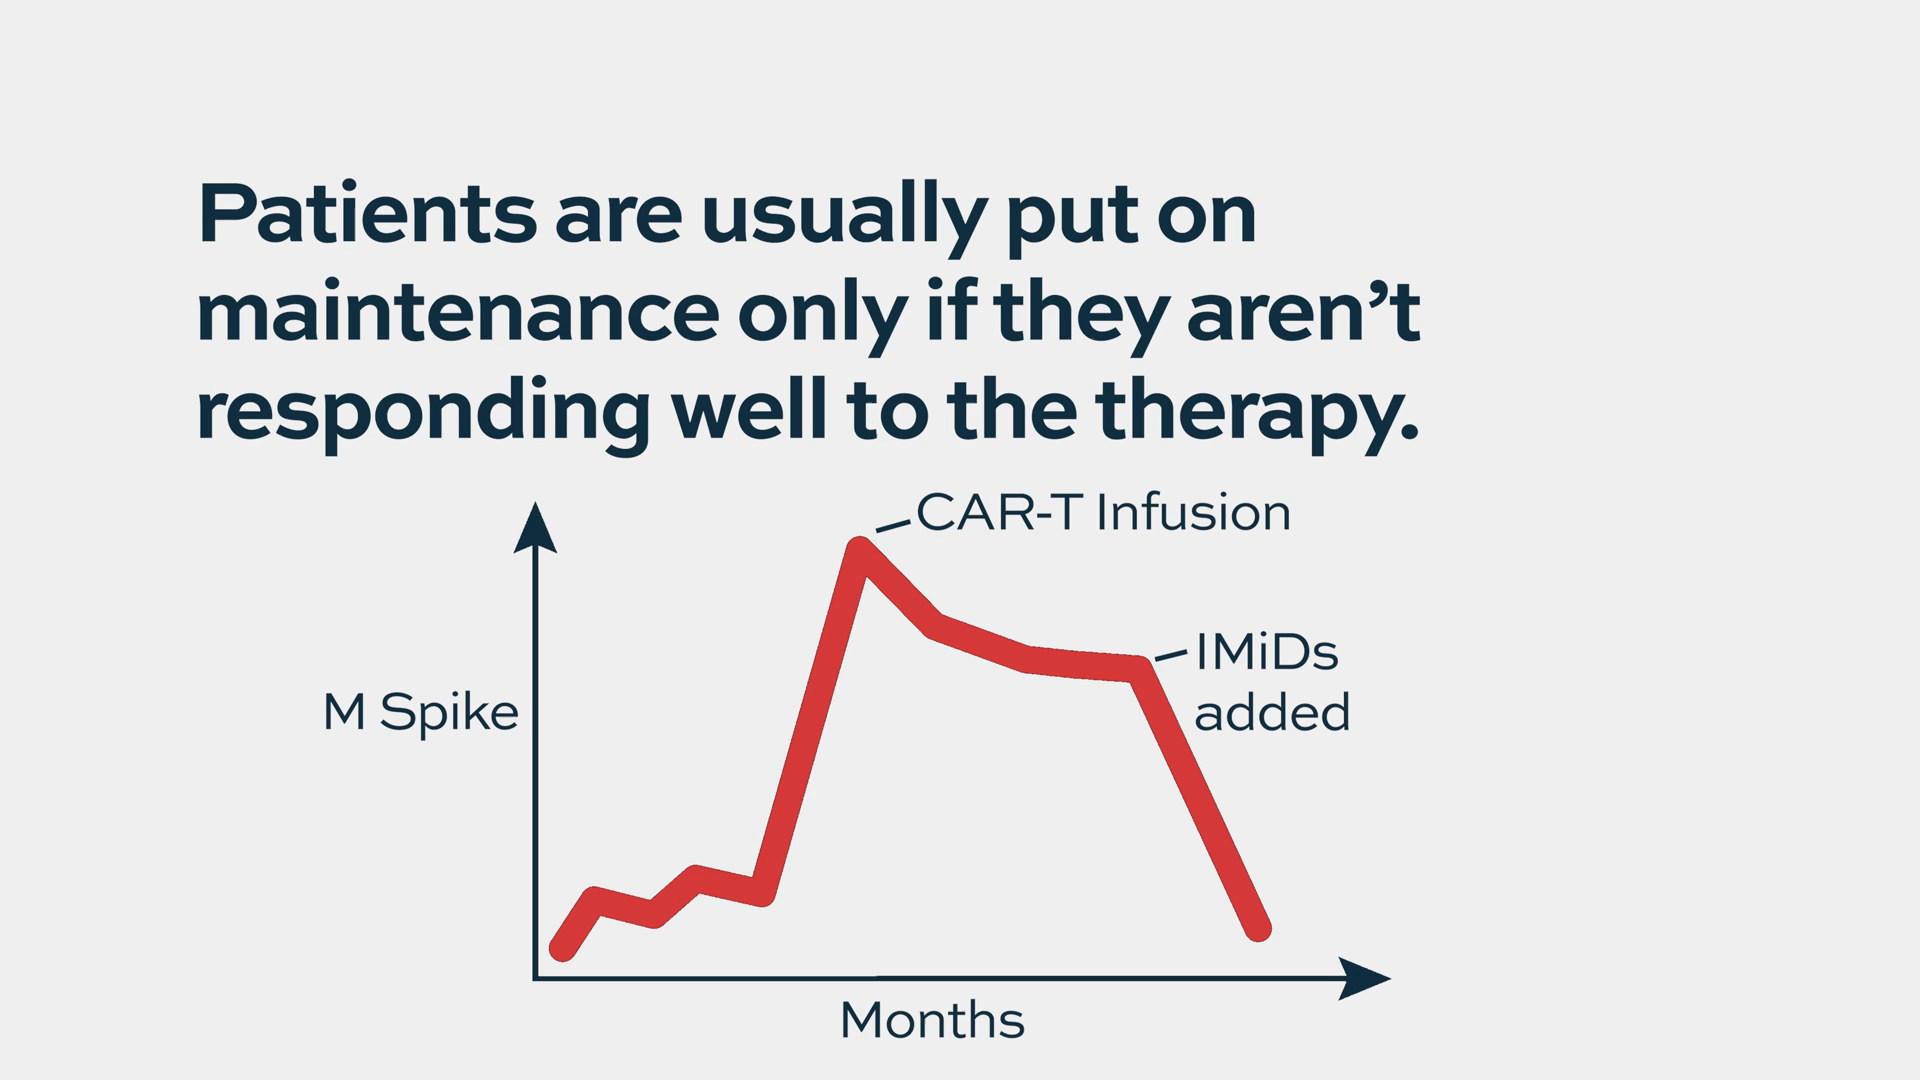 Patients are usually put on
maintenance only if they aren’t
responding well to the therapy.
CAR-T Infusion
IMiDs
added
M Spike
Months